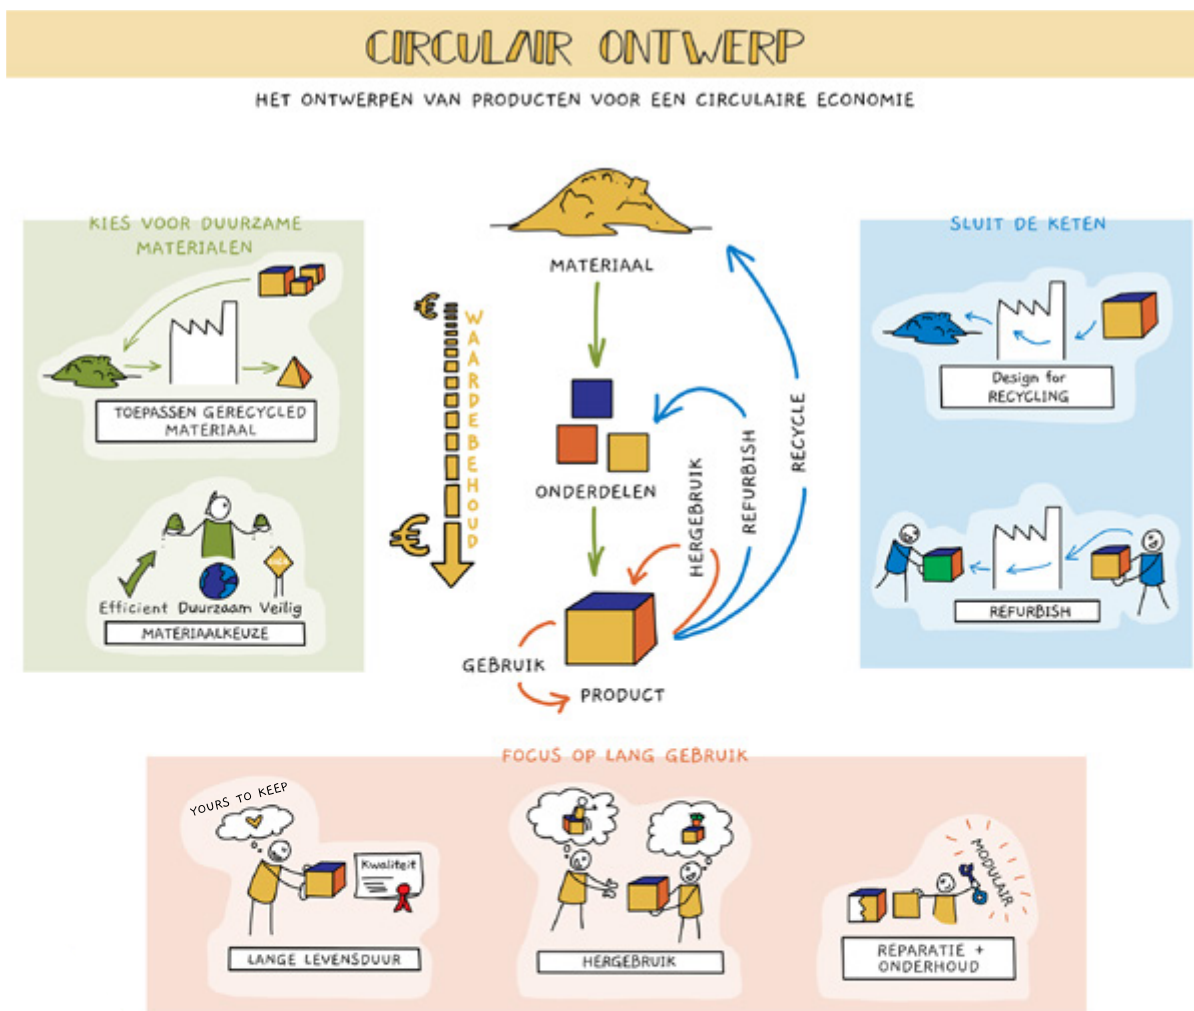 CIRCULAIR ONTWERP
HET ONTWERPEN VAN PRODUCTEN VOOR EEN CIRCULAIRE ECONOMIE
KIES VOOR DUURZAME
MATERIALEN
TOEPASSEN GERECYCLED
MATERIAAL
Efficient Duurzaam Veilig
MATERIAALKEUZE
€
WAARDEBEHOUD
€
MATERIAAL
ONDERDELEN
HERGEBRUIK
REFURBISH
RECYCLE
GEBRUIK
PRODUCT
SLUIT DE KETEN
Design for
RECYCLING
REFURBISH
FOCUS OP LANG GEBRUIK
YOURS TO KEEP
Kwaliteit
LANGE LEVENSDUUR
HERGEBRUIK
MODULAIR
REPARATIE +
ONDERHOUD